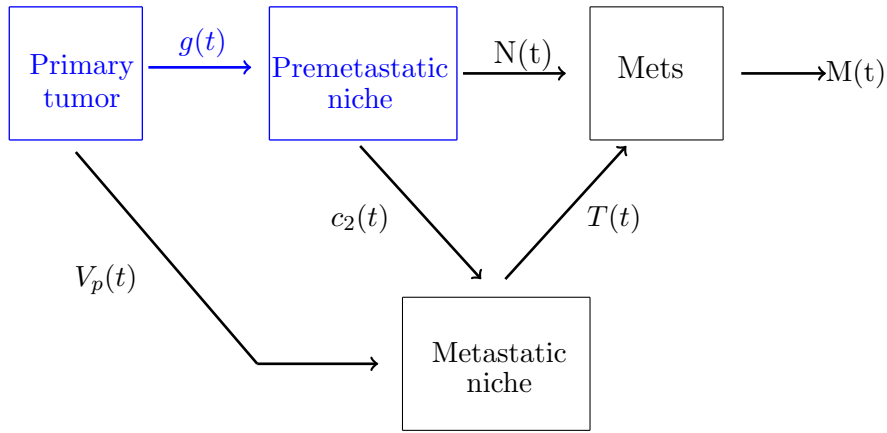 g(t)
N(t)
Primary
tumor
Premetastatic
niche
Mets
M(t)
c₂(t)
T(t)
Vₚ(t)
Metastatic
niche